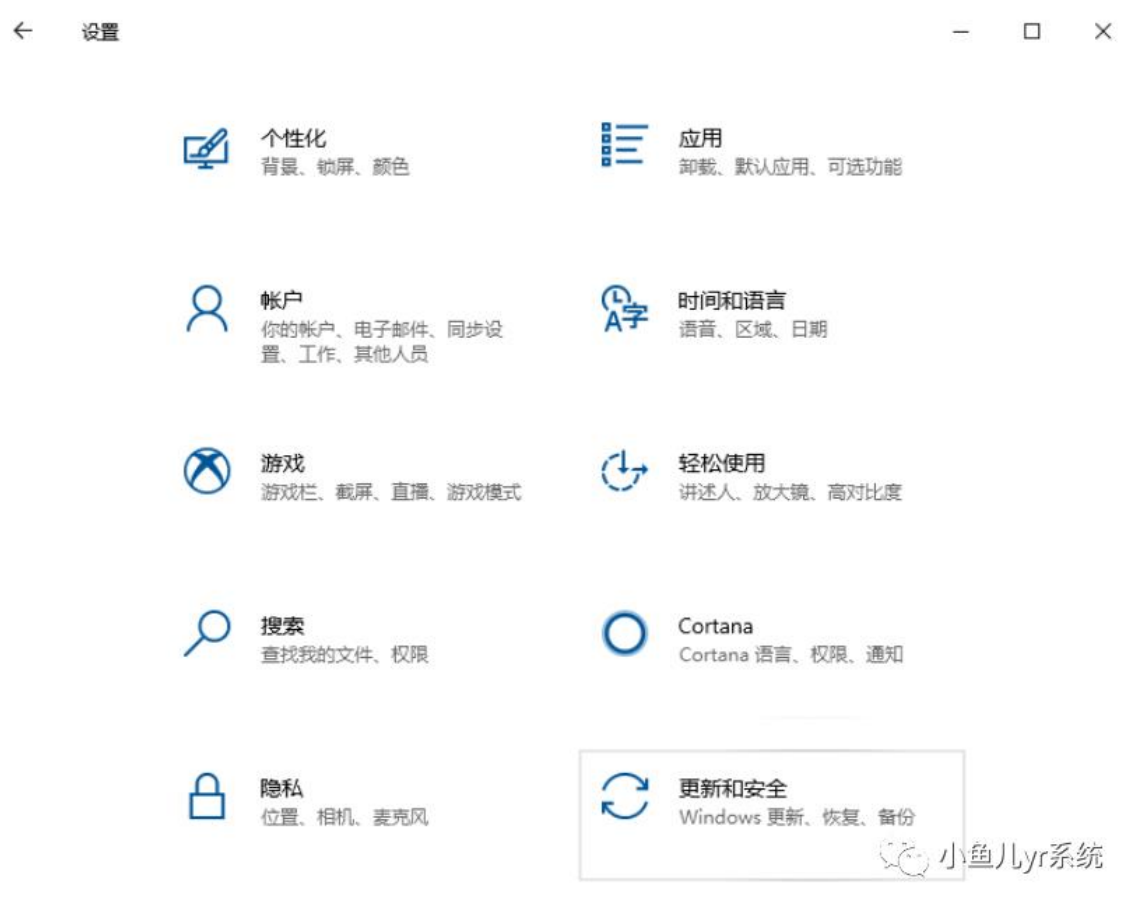 设置
个性化
背景、锁屏、颜色
应用
卸载、默认应用、可选功能
帐户
你的帐户、电子邮件、同步设
置、工作、其他人员
时间和语言
语音、区域、日期
游戏
游戏栏、截屏、直播、游戏模式
轻松使用
讲述人、放大镜、高对比度
搜索
查找我的文件、权限
Cortana
Cortana 语言、权限、通知
隐私
位置、相机、麦克风
更新和安全
Windows 更新、恢复、备份
小鱼儿yr系统